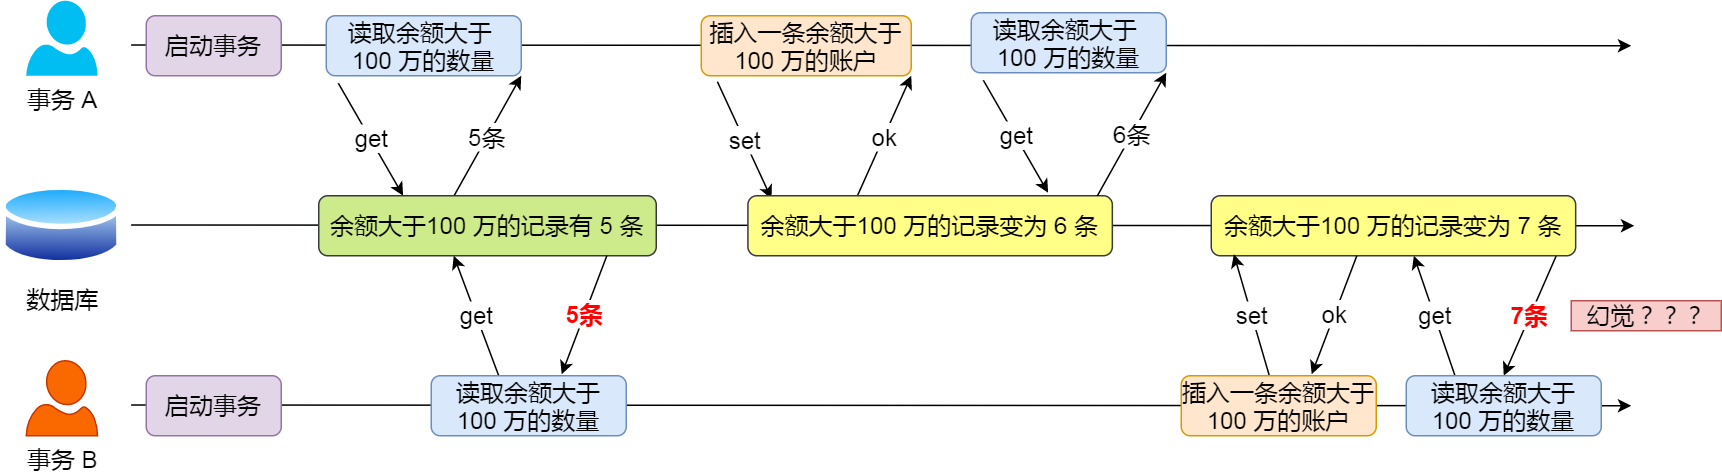 启动事务
读取余额大于
100 万的数量
插入一条余额大于
100 万的账户
读取余额大于
100 万的数量
事务 A
get
5条
set
ok
get
6条
余额大于100 万的记录有 5 条
余额大于100 万的记录变为 6 条
余额大于100 万的记录变为 7 条
数据库
get
5条
set
ok
get
7条
幻觉？？？
启动事务
读取余额大于
100 万的数量
插入一条余额大于
100 万的账户
读取余额大于
100 万的数量
事务 B